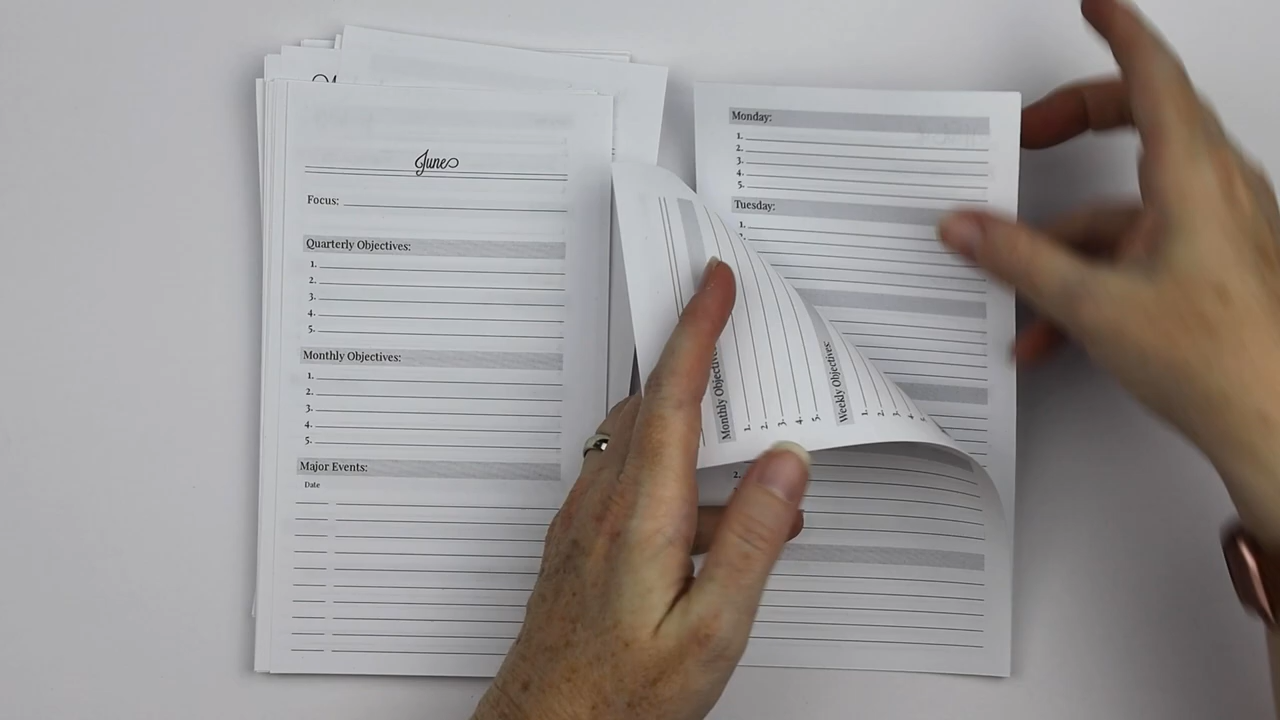 June
Focus:
Quarterly Objectives:
1.
2.
3.
4.
5.
Monthly Objectives:
1.
2.
3.
4.
5.
Major Events:
Date
Monthly Objectives
1.
2.
3.
4.
5.
Weekly Objectives:
1.
2.
3.
4.
Monday:
1.
2.
3.
4.
5.
Tuesday:
1.
2.